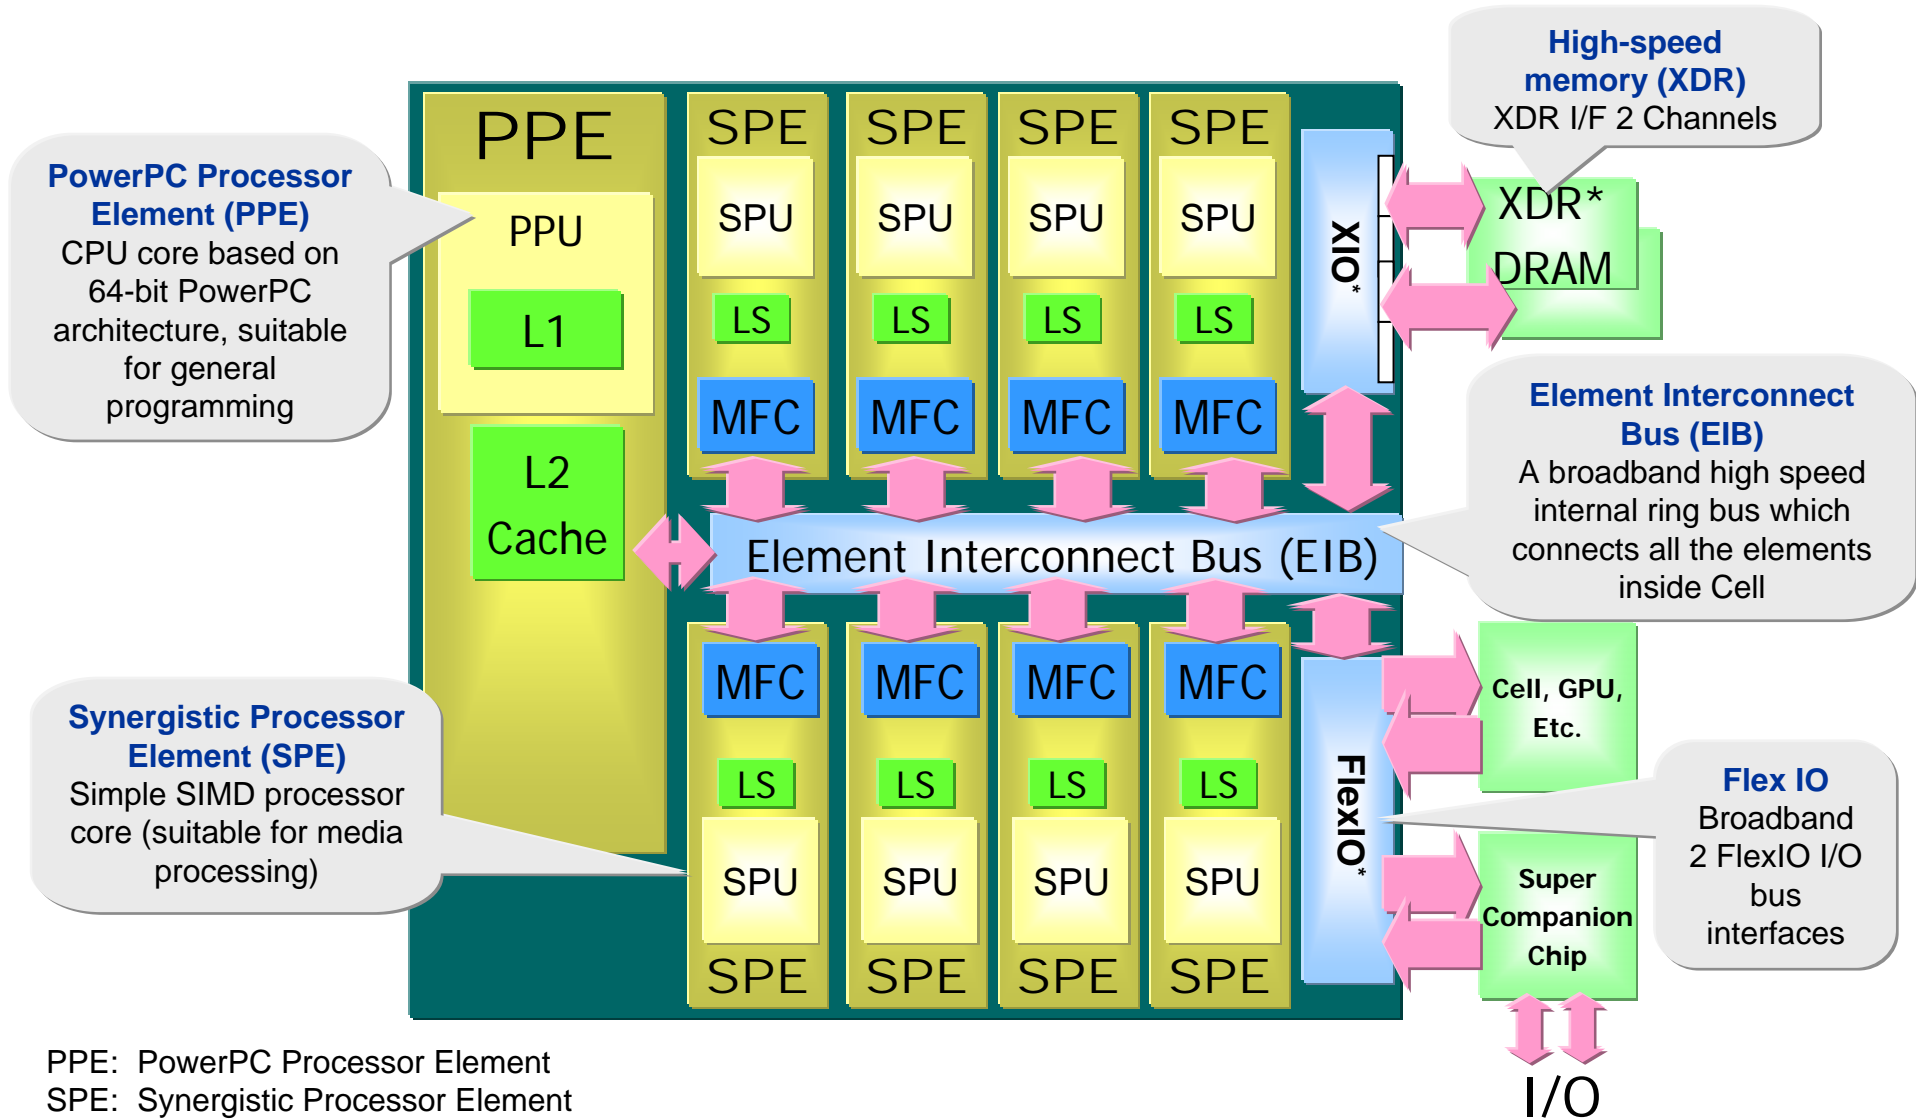 High-speed
memory (XDR)
XDR I/F 2 Channels
PowerPC Processor
Element (PPE)
CPU core based on
64-bit PowerPC
architecture, suitable
for general
programming
PPE
PPU
L1
L2
Cache
SPE SPE SPE SPE
SPU SPU SPU SPU
LS LS LS LS
MFC MFC MFC MFC
XIO*
XDR*
DRAM
Element Interconnect
Bus (EIB)
A broadband high speed
internal ring bus which
connects all the elements
inside Cell
Element Interconnect Bus (EIB)
Synergistic Processor
Element (SPE)
Simple SIMD processor
core (suitable for media
processing)
MFC MFC MFC MFC
LS LS LS LS
SPU SPU SPU SPU
SPE SPE SPE SPE
FlexIO*
Cell, GPU,
Etc.
Flex IO
Broadband
2 FlexIO I/O
bus
interfaces
Super
Companion
Chip
I/O
PPE: PowerPC Processor Element
SPE: Synergistic Processor Element